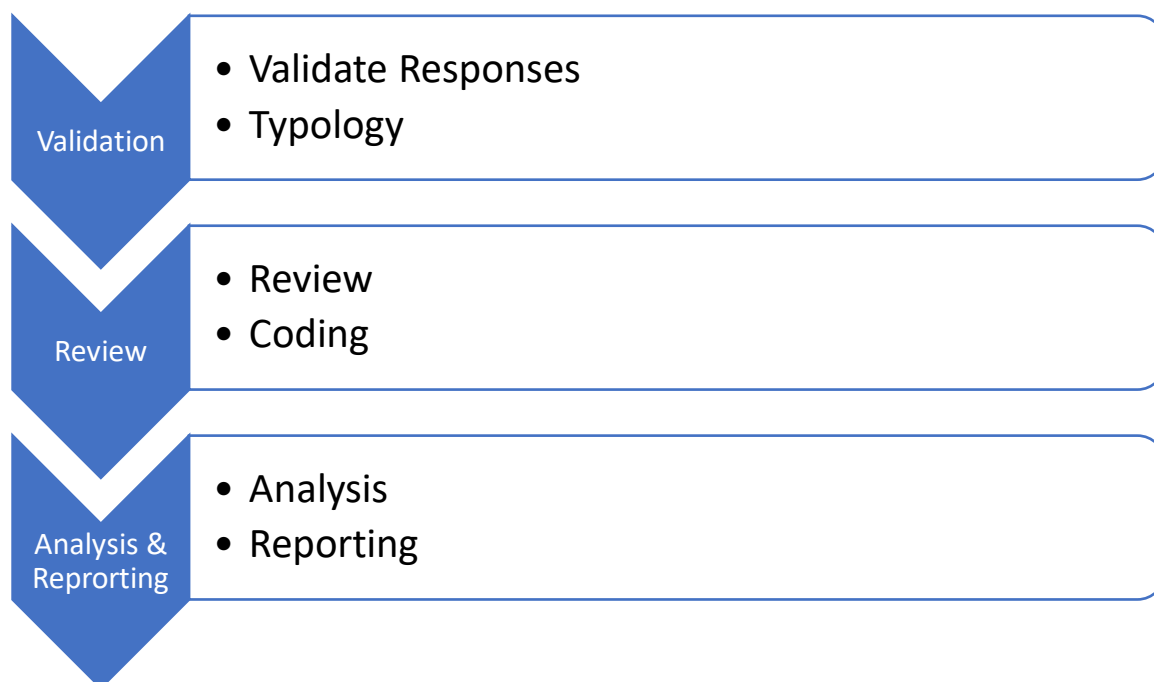 Validation
• Validate Responses
• Typology
Review
• Review
• Coding
Analysis &
Reprorting
• Analysis
• Reporting